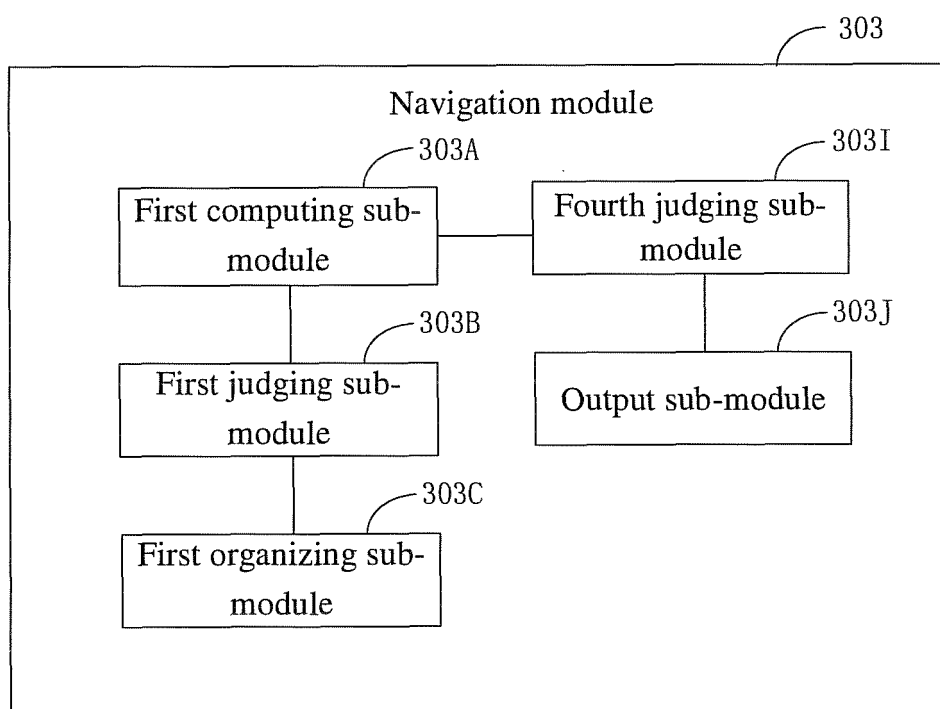 303
Navigation module
303A
First computing sub-
module
303I
Fourth judging sub-
module
303B
First judging sub-
module
303J
Output sub-module
303C
First organizing sub-
module